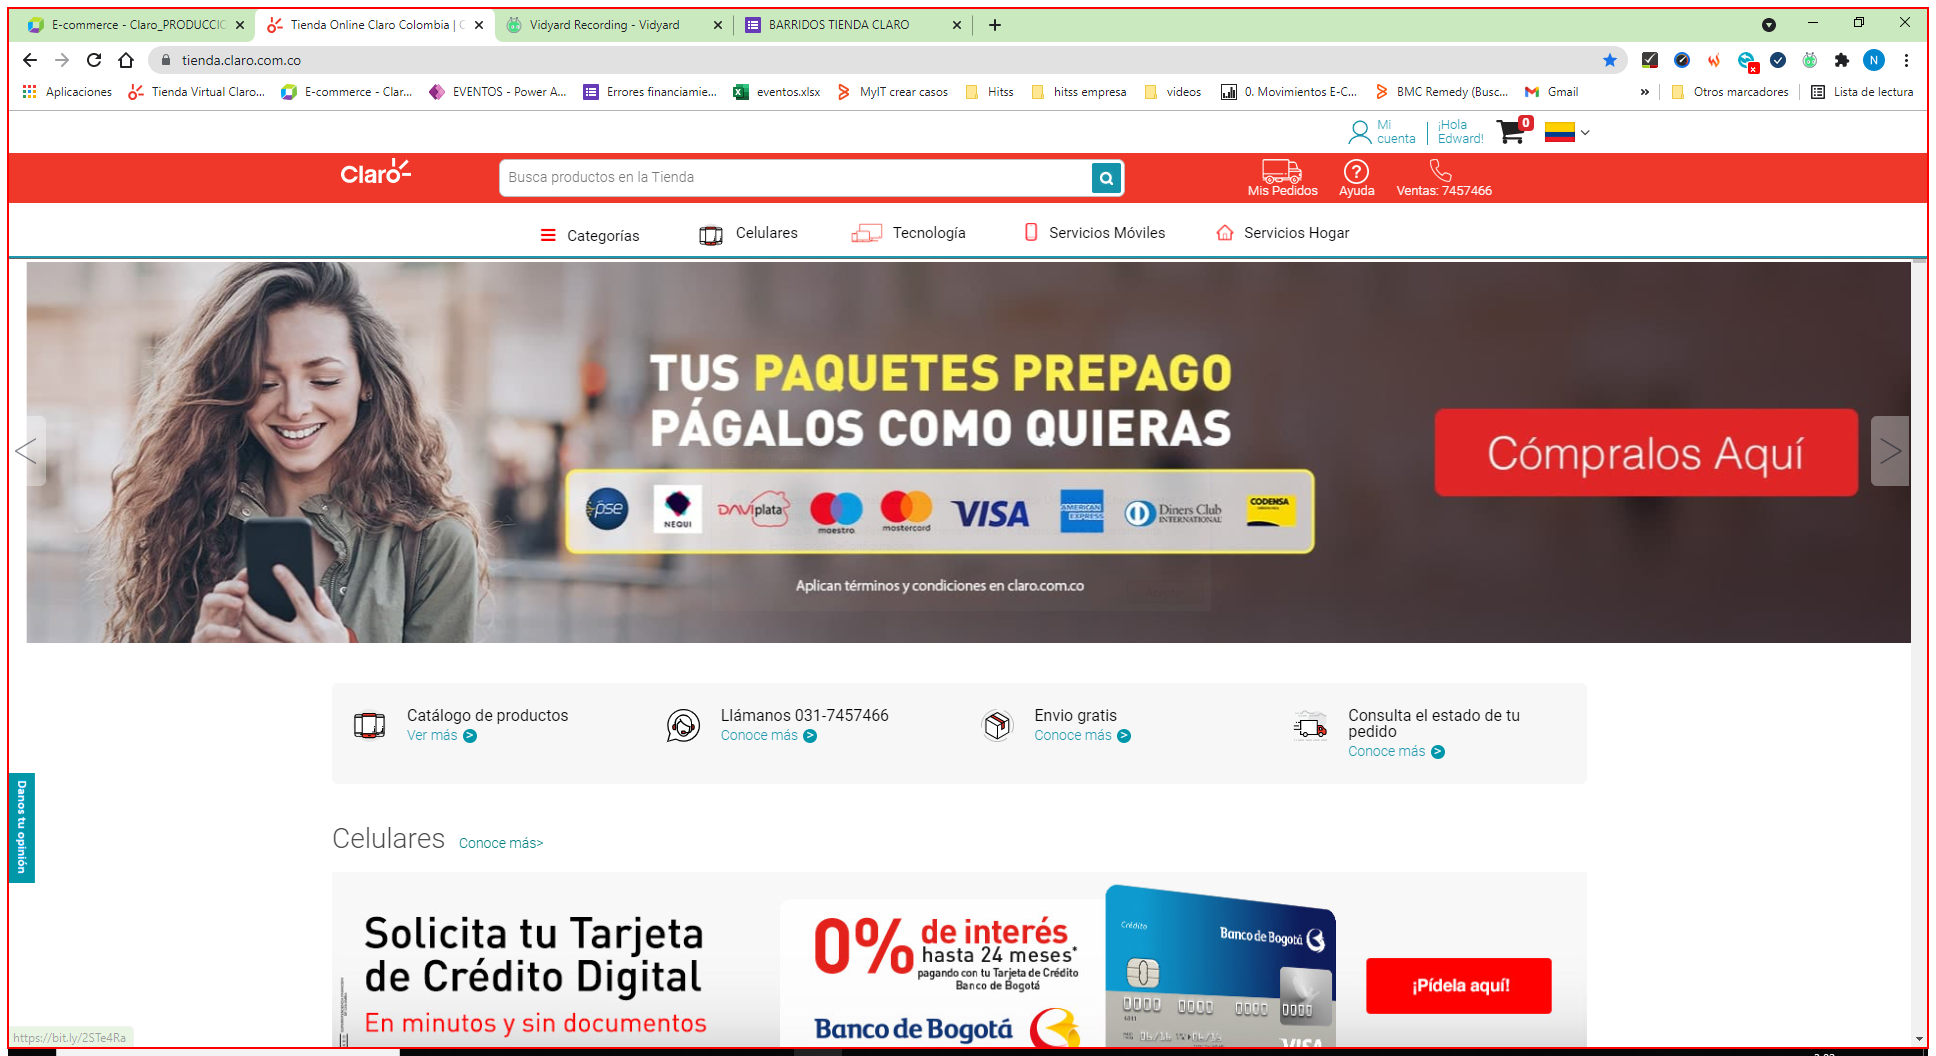 E-commerce - Claro_PRODUCCIC
Tienda Online Claro Colombia | C
Vidyard Recording - Vidyard
BARRIDOS TIENDA CLARO
tienda.claro.com.co
N
Aplicaciones
Tienda Virtual Claro...
E-commerce - Clar...
EVENTOS - Power A...
Errores financiamie...
eventos.xlsx
MyIT crear casos
Hitss
hitss empresa
videos
0. Movimientos E-C...
BMC Remedy (Busc...
Gmail
»
Otros marcadores
Lista de lectura
Mi cuenta
¡Hola Edward!
0
Claro
Busca productos en la Tienda
Mis Pedidos
Ayuda
Ventas: 7457466
Categorías
Celulares
Tecnología
Servicios Móviles
Servicios Hogar
TUS PAQUETES PREPAGO
PÁGALOS COMO QUIERAS
Cómpralos Aquí
pse
NEQUI
DAVIplata
maestro
mastercard
VISA
AMERICAN EXPRESS
Diners Club INTERNATIONAL
CODENSA
Aplican términos y condiciones en claro.com.co
Catálogo de productos
Ver más >
Llámanos 031-7457466
Conoce más >
Envio gratis
Conoce más >
Consulta el estado de tu
pedido
Conoce más >
Danos tu opinión
Celulares Conoce más>
Solicita tu Tarjeta
de Crédito Digital
En minutos y sin documentos
0% de interés
hasta 24 meses*
pagando con tu Tarjeta de Crédito
Banco de Bogotá
Banco de Bogotá
Crédito
Banco de Bogotá
0000 0000 0000 0000
VISA
¡Pídela aquí!
https://bit.ly/2STe4Ra